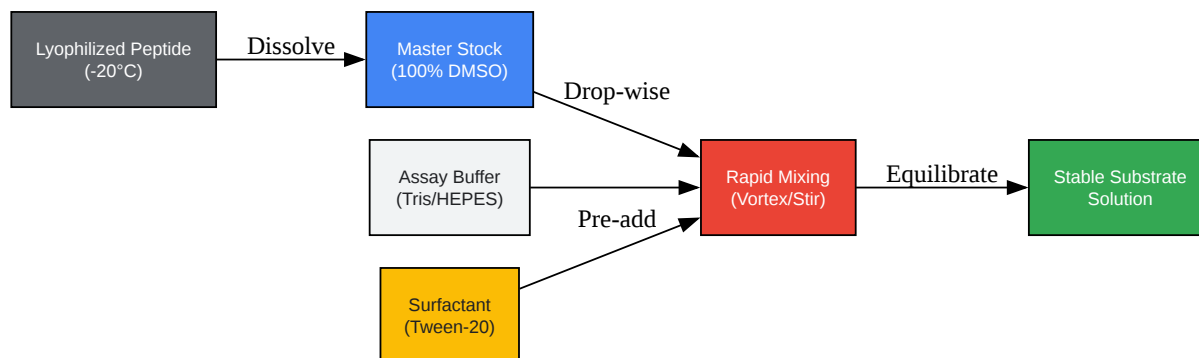 Lyophilized Peptide
(-20°C)
Dissolve
Master Stock
(100% DMSO)
Drop-wise
Assay Buffer
(Tris/HEPES)
Pre-add
Surfactant
(Tween-20)
Rapid Mixing
(Vortex/Stir)
Equilibrate
Stable Substrate
Solution